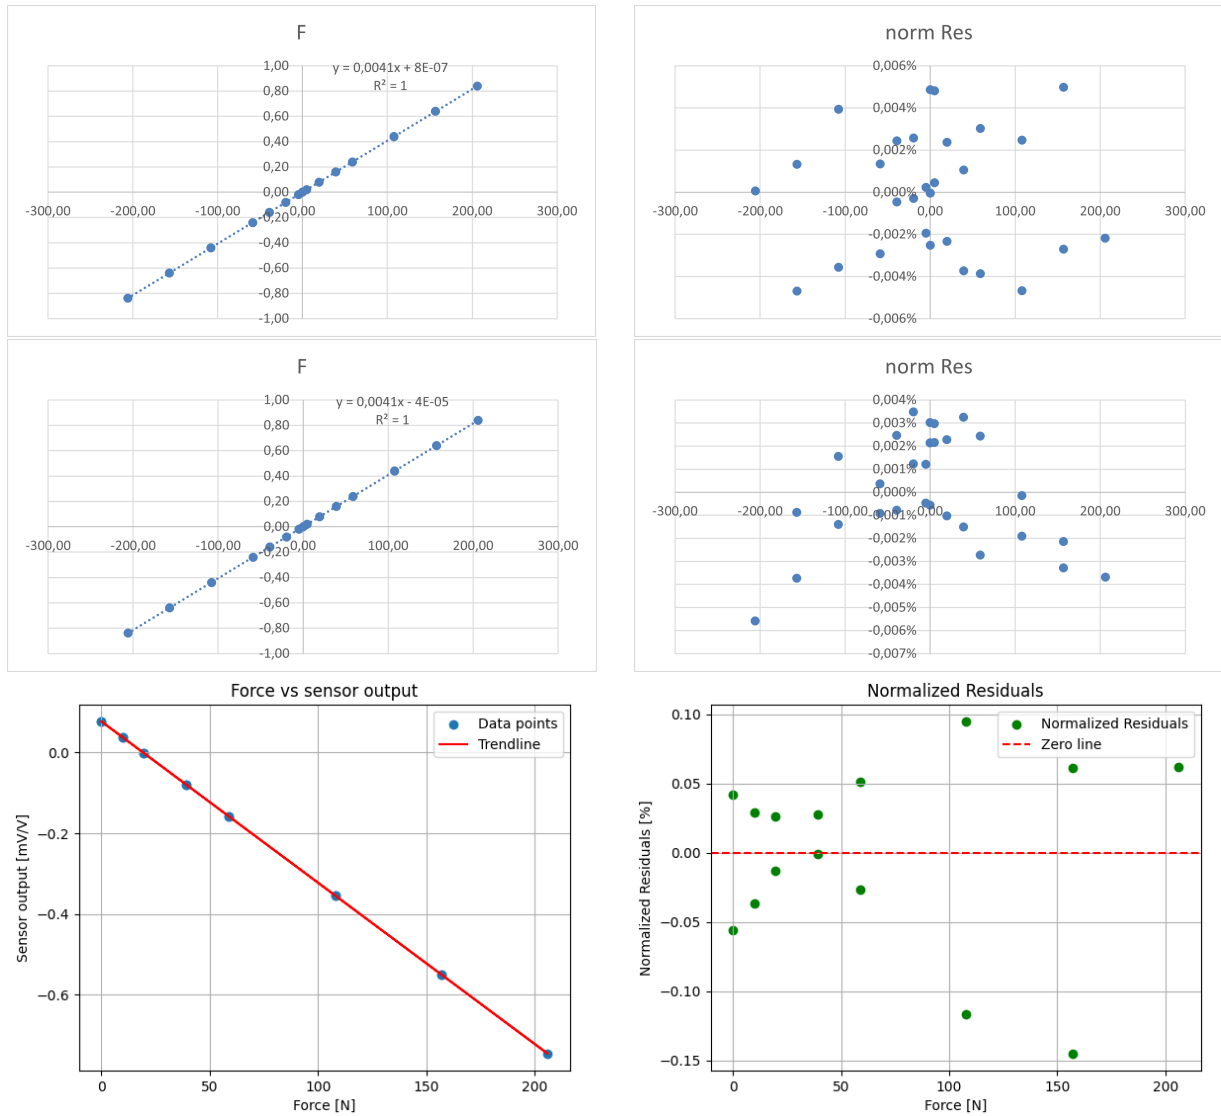 F
y = 0,0041x + 8E-07
R² = 1
1,00
0,80
0,60
0,40
0,20
0,00
-0,20
-0,40
-0,60
-0,80
-1,00
-300,00 -200,00 -100,00 0,00 100,00 200,00 300,00
norm Res
0,006%
0,004%
0,002%
0,000%
-0,002%
-0,004%
-0,006%
-300,00 -200,00 -100,00 0,00 100,00 200,00 300,00
F
y = 0,0041x - 4E-05
R² = 1
1,00
0,80
0,60
0,40
0,20
0,00
-0,20
-0,40
-0,60
-0,80
-1,00
-300,00 -200,00 -100,00 0,00 100,00 200,00 300,00
norm Res
0,004%
0,003%
0,002%
0,001%
0,000%
-0,001%
-0,002%
-0,003%
-0,004%
-0,005%
-0,006%
-0,007%
-300,00 -200,00 -100,00 0,00 100,00 200,00 300,00
Force vs sensor output
Data points
Trendline
Sensor output [mV/V]
0.0
−0.2
−0.4
−0.6
0 50 100 150 200
Force [N]
Normalized Residuals
Normalized Residuals
Zero line
Normalized Residuals [%]
0.10
0.05
0.00
−0.05
−0.10
−0.15
0 50 100 150 200
Force [N]